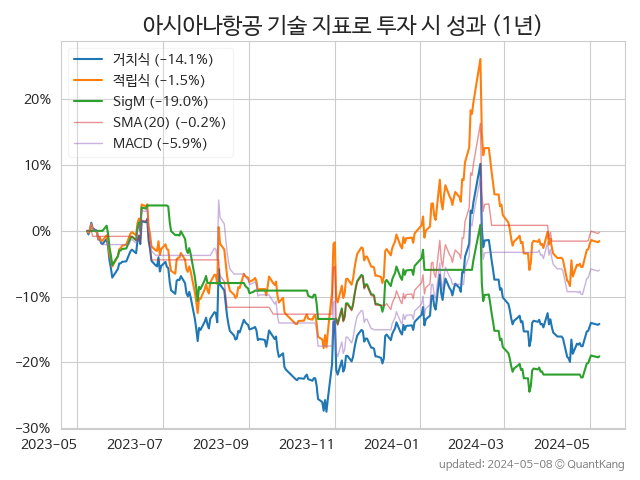 아시아나항공 기술 지표로 투자 시 성과 (1년)
거치식 (−14.1%)
적립식 (−1.5%)
SigM (−19.0%)
SMA(20) (−0.2%)
MACD (−5.9%)
20%
10%
0%
−10%
−20%
−30%
2023−05 2023−07 2023−09 2023−11 2024−01 2024−03 2024−05
updated: 2024−05−08 © QuantKang